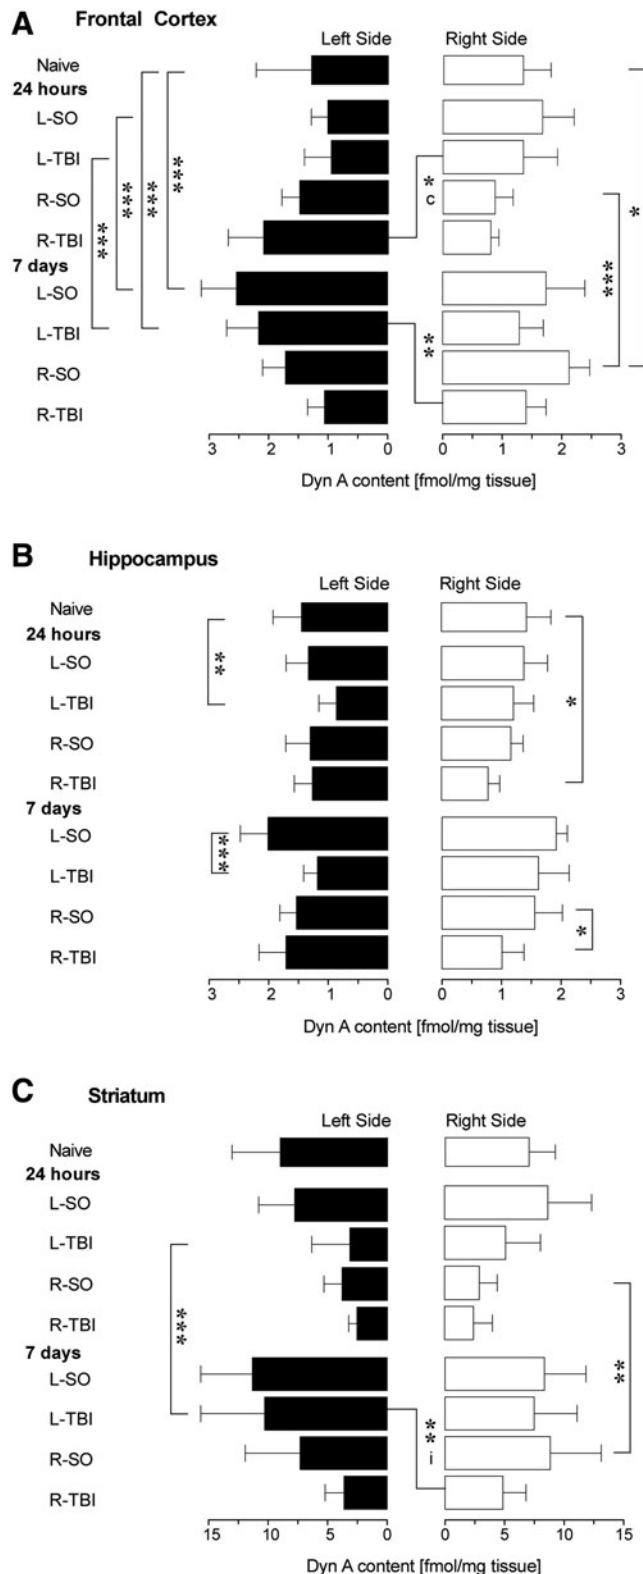 A Frontal Cortex
Left Side Right Side
Naive
24 hours
L-SO
L-TBI
R-SO
R-TBI
7 days
L-SO
L-TBI
R-SO
R-TBI
*** *** *** *** * c ** *** *
3 2 1 0 0 1 2 3
Dyn A content [fmol/mg tissue]
B Hippocampus
Left Side Right Side
Naive
24 hours
L-SO
L-TBI
R-SO
R-TBI
7 days
L-SO
L-TBI
R-SO
R-TBI
** *** * *
3 2 1 0 0 1 2 3
Dyn A content [fmol/mg tissue]
C Striatum
Left Side Right Side
Naive
24 hours
L-SO
L-TBI
R-SO
R-TBI
7 days
L-SO
L-TBI
R-SO
R-TBI
*** ** i **
15 10 5 0 0 5 10 15
Dyn A content [fmol/mg tissue]